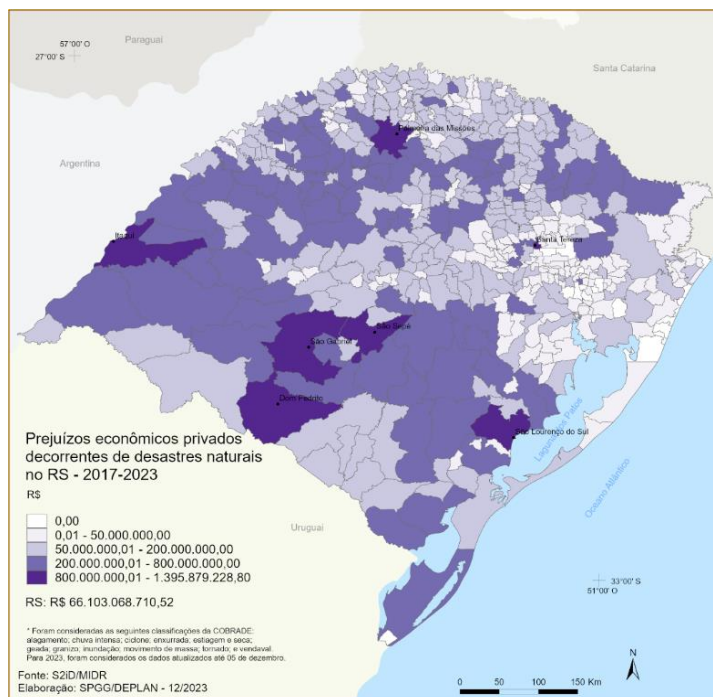 Paraguai
57°00' O
27°00' S
Santa Catarina
Palmeira das Missões
Argentina
Itaqui
Santa Tereza
São Sepé
São Gabriel
Dom Pedrito
São Lourenço do Sul
Laguna dos Patos
Oceano Atlântico
Uruguai
Prejuízos econômicos privados
decorrentes de desastres naturais
no RS - 2017-2023
R$
0,00
0,01 - 50.000.000,00
50.000.000,01 - 200.000.000,00
200.000.000,01 - 800.000.000,00
800.000.000,01 - 1.395.879.228,80
RS: R$ 66.103.068.710,52
33°00' S
51°00' O
* Foram consideradas as seguintes classificações da COBRADE:
alagamento; chuva intensa; ciclone; enxurrada; estiagem e seca;
geada; granizo; inundação; movimento de massa; tornado; e vendaval.
Para 2023, foram considerados os dados atualizados até 05 de dezembro.
Fonte: S2iD/MIDR
Elaboração: SPGG/DEPLAN - 12/2023
N
0 50 100 150 Km